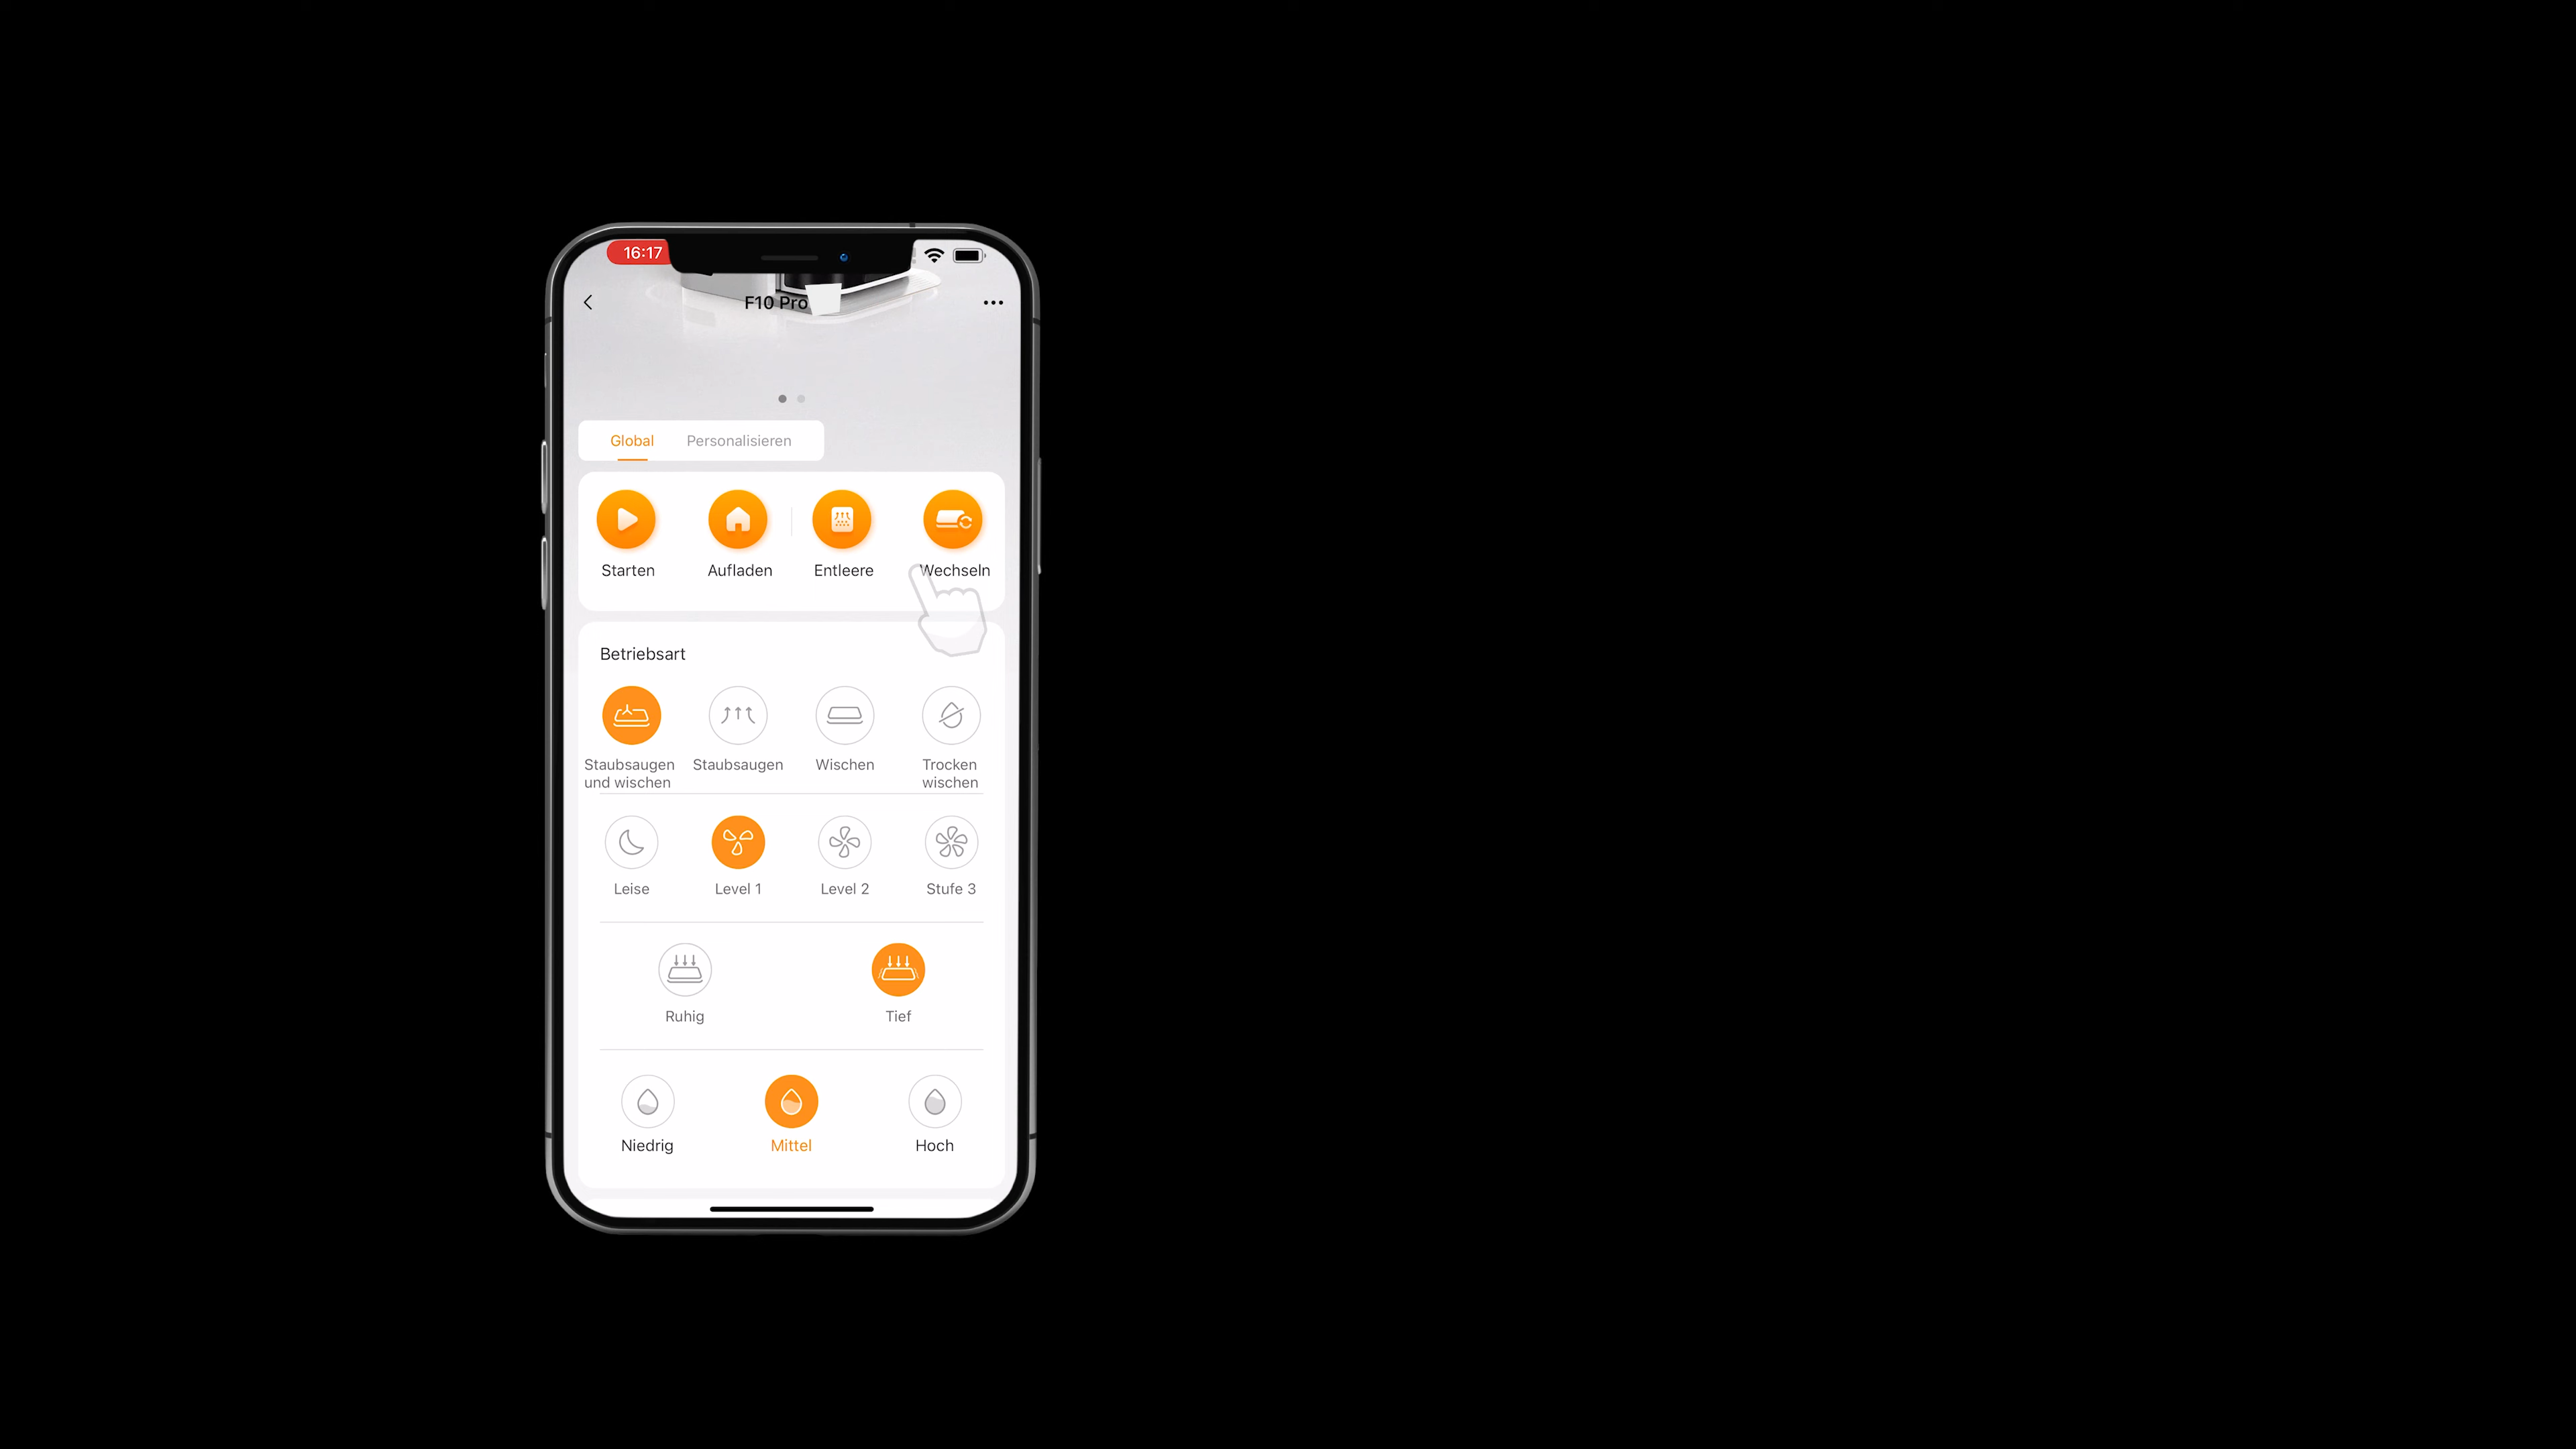 16:17
F10 Pro
Global Personalisieren
Starten Aufladen Entleere Wechseln
Betriebsart
Staubsaugen und wischen
Staubsaugen
Wischen
Trocken wischen
Leise Level 1 Level 2 Stufe 3
Ruhig Tief
Niedrig Mittel Hoch